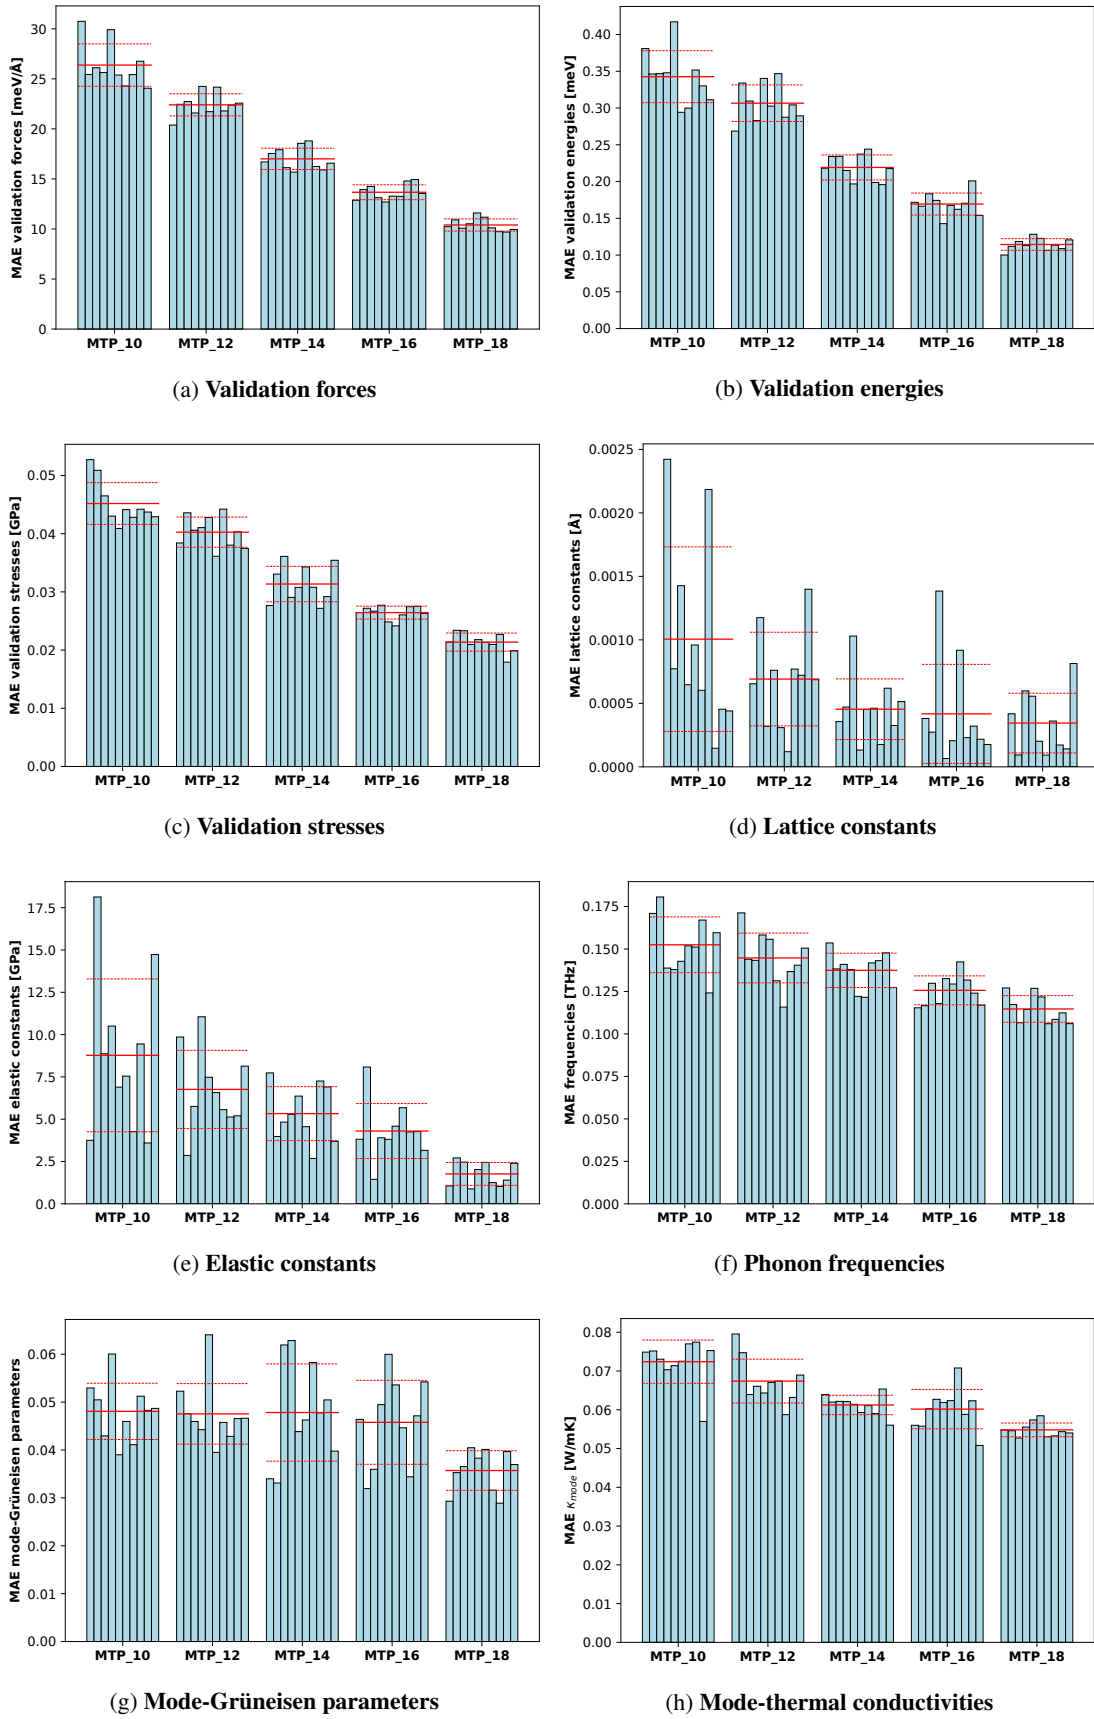 MAE validation forces [meV/Å]
30
25
20
15
10
5
0
MTP_10 MTP_12 MTP_14 MTP_16 MTP_18
(a) Validation forces
MAE validation energies [meV]
0.40
0.35
0.30
0.25
0.20
0.15
0.10
0.05
0.00
MTP_10 MTP_12 MTP_14 MTP_16 MTP_18
(b) Validation energies
MAE validation stresses [GPa]
0.05
0.04
0.03
0.02
0.01
0.00
MTP_10 MTP_12 MTP_14 MTP_16 MTP_18
(c) Validation stresses
MAE lattice constants [Å]
0.0025
0.0020
0.0015
0.0010
0.0005
0.0000
MTP_10 MTP_12 MTP_14 MTP_16 MTP_18
(d) Lattice constants
MAE elastic constants [GPa]
17.5
15.0
12.5
10.0
7.5
5.0
2.5
0.0
MTP_10 MTP_12 MTP_14 MTP_16 MTP_18
(e) Elastic constants
MAE frequencies [THz]
0.175
0.150
0.125
0.100
0.075
0.050
0.025
0.000
MTP_10 MTP_12 MTP_14 MTP_16 MTP_18
(f) Phonon frequencies
MAE mode-Grüneisen parameters
0.06
0.05
0.04
0.03
0.02
0.01
0.00
MTP_10 MTP_12 MTP_14 MTP_16 MTP_18
(g) Mode-Grüneisen parameters
MAE κmode [W/mK]
0.08
0.07
0.06
0.05
0.04
0.03
0.02
0.01
0.00
MTP_10 MTP_12 MTP_14 MTP_16 MTP_18
(h) Mode-thermal conductivities